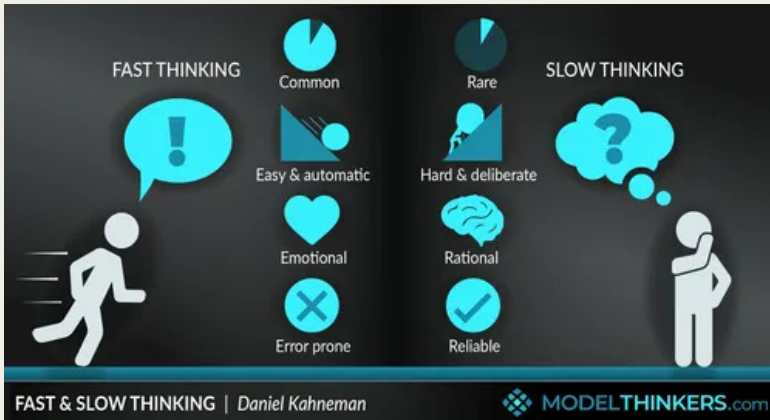 FAST THINKING
!
Common
Easy & automatic
Emotional
Error prone
Rare
Hard & deliberate
Rational
Reliable
SLOW THINKING
?
FAST & SLOW THINKING | Daniel Kahneman
MODELTHINKERS.com